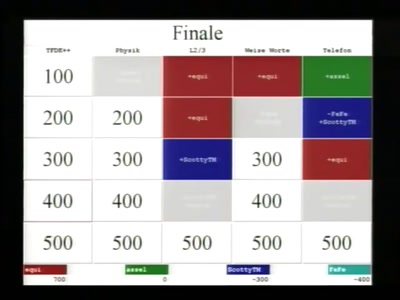 Finale
TFDK++ Physik L2/3 Weise Worte Telefon
100 +equi +equi +assel
200 200 +equi -FeFe
+ScottyTM
300 300 +ScottyTM 300 +equi
400 400 400
500 500 500 500 500
equi assel ScottyTM FeFe
700 0 -300 -400